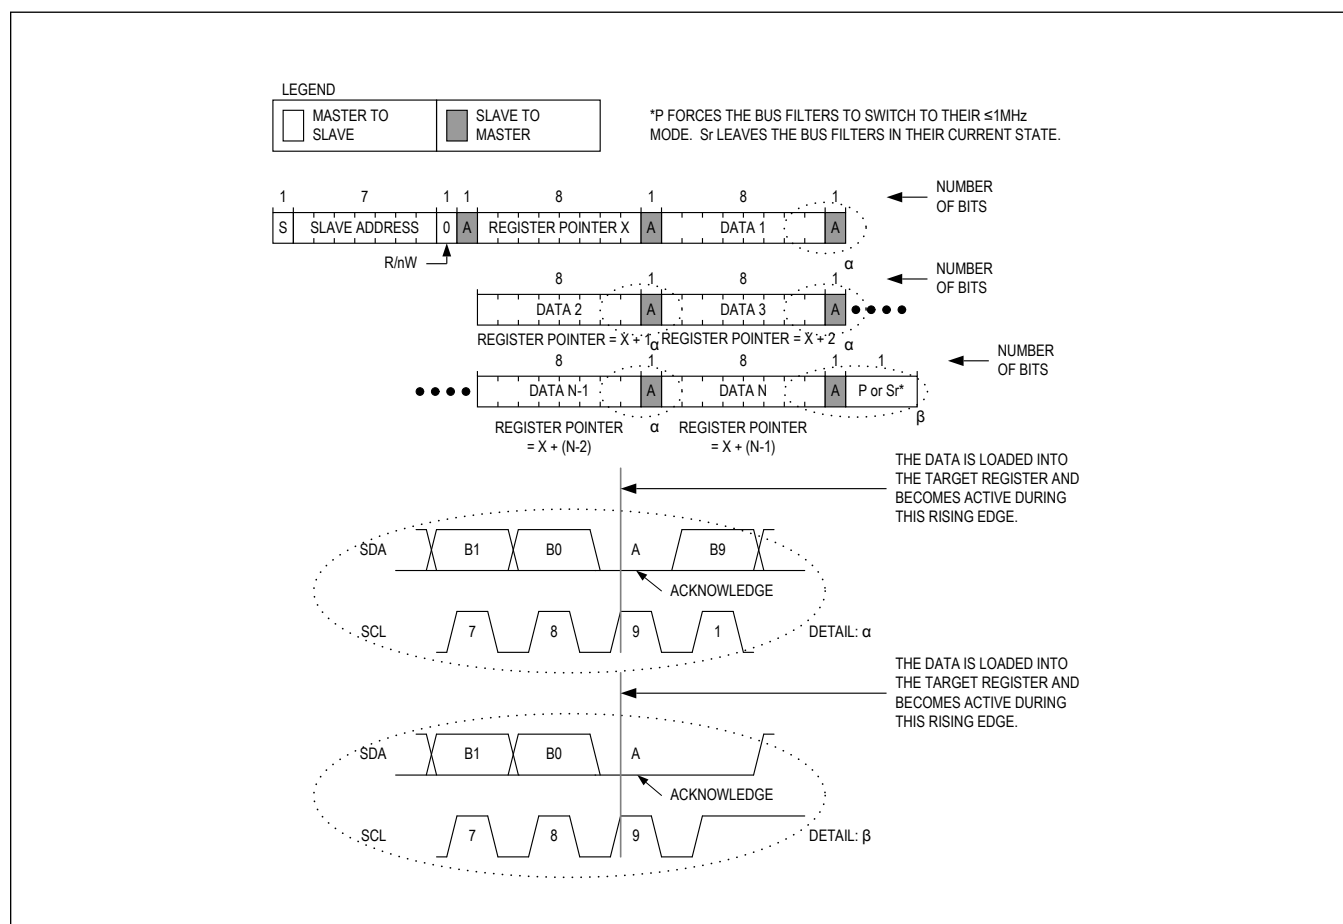 LEGEND
MASTER TO
SLAVE
SLAVE TO
MASTER
*P FORCES THE BUS FILTERS TO SWITCH TO THEIR ≤1MHz
MODE. Sr LEAVES THE BUS FILTERS IN THEIR CURRENT STATE.
1 7 1 1 8 1 8 1
NUMBER
OF BITS
S SLAVE ADDRESS 0 A REGISTER POINTER X A DATA 1 A
R/nW
α
8 1 8 1
NUMBER
OF BITS
DATA 2 A DATA 3 A
REGISTER POINTER = X + 1 α REGISTER POINTER = X + 2 α
8 1 8 1 1
NUMBER
OF BITS
DATA N-1 A DATA N A P or Sr*
α β
REGISTER POINTER
= X + (N-2)
REGISTER POINTER
= X + (N-1)
THE DATA IS LOADED INTO
THE TARGET REGISTER AND
BECOMES ACTIVE DURING
THIS RISING EDGE.
SDA B1 B0 A B9
ACKNOWLEDGE
SCL 7 8 9 1 DETAIL: α
THE DATA IS LOADED INTO
THE TARGET REGISTER AND
BECOMES ACTIVE DURING
THIS RISING EDGE.
SDA B1 B0 A
ACKNOWLEDGE
SCL 7 8 9 DETAIL: β